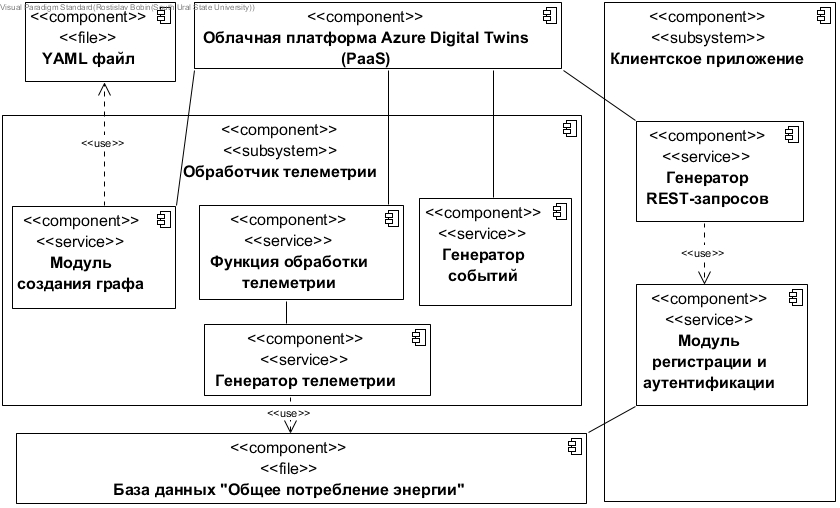 Visual Paradigm Standard(Rostislav Bobin(South Ural State University))
<<component>>
<<file>>
YAML файл
<<component>>
Облачная платформа Azure Digital Twins
(PaaS)
<<component>>
<<subsystem>>
Клиентское приложение
<<use>>
<<component>>
<<subsystem>>
Обработчик телеметрии
<<component>>
<<service>>
Генератор
REST-запросов
<<component>>
<<service>>
Модуль
создания графа
<<component>>
<<service>>
Функция обработки
телеметрии
<<component>>
<<service>>
Генератор
событий
<<use>>
<<component>>
<<service>>
Генератор телеметрии
<<component>>
<<service>>
Модуль
регистрации и
аутентификации
<<use>>
<<component>>
<<file>>
База данных "Общее потребление энергии"